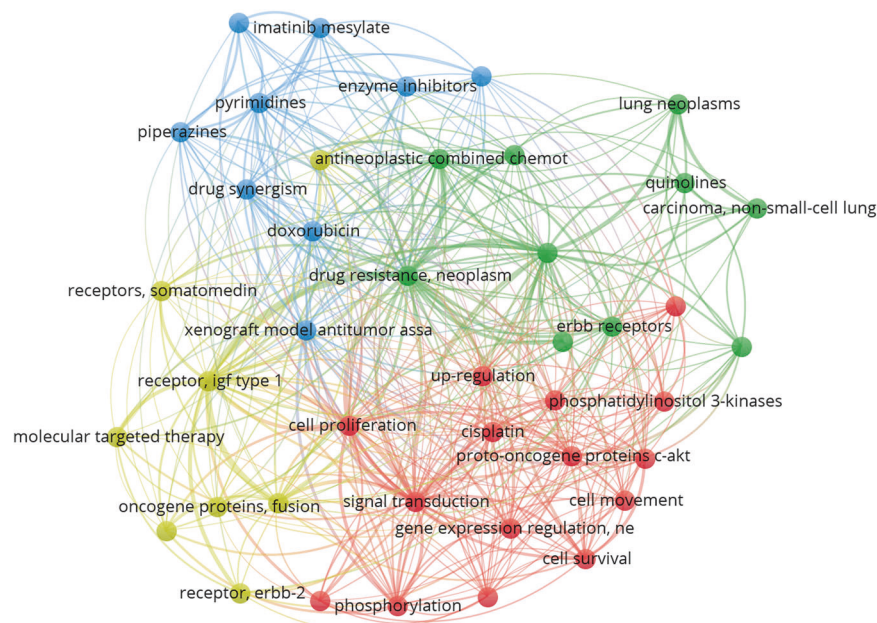 imatinib mesylate
enzyme inhibitors
pyrimidines
lung neoplasms
piperazines
antineoplastic combined chemot
drug synergism
quinolines
carcinoma, non-small-cell lung
doxorubicin
drug resistance, neoplasm
receptors, somatomedin
xenograft model antitumor assa
erbb receptors
receptor, igf type 1
up-regulation
phosphatidylinositol 3-kinases
molecular targeted therapy
cell proliferation
cisplatin
proto-oncogene proteins c-akt
oncogene proteins, fusion
signal transduction
cell movement
gene expression regulation, ne
cell survival
receptor, erbb-2
phosphorylation